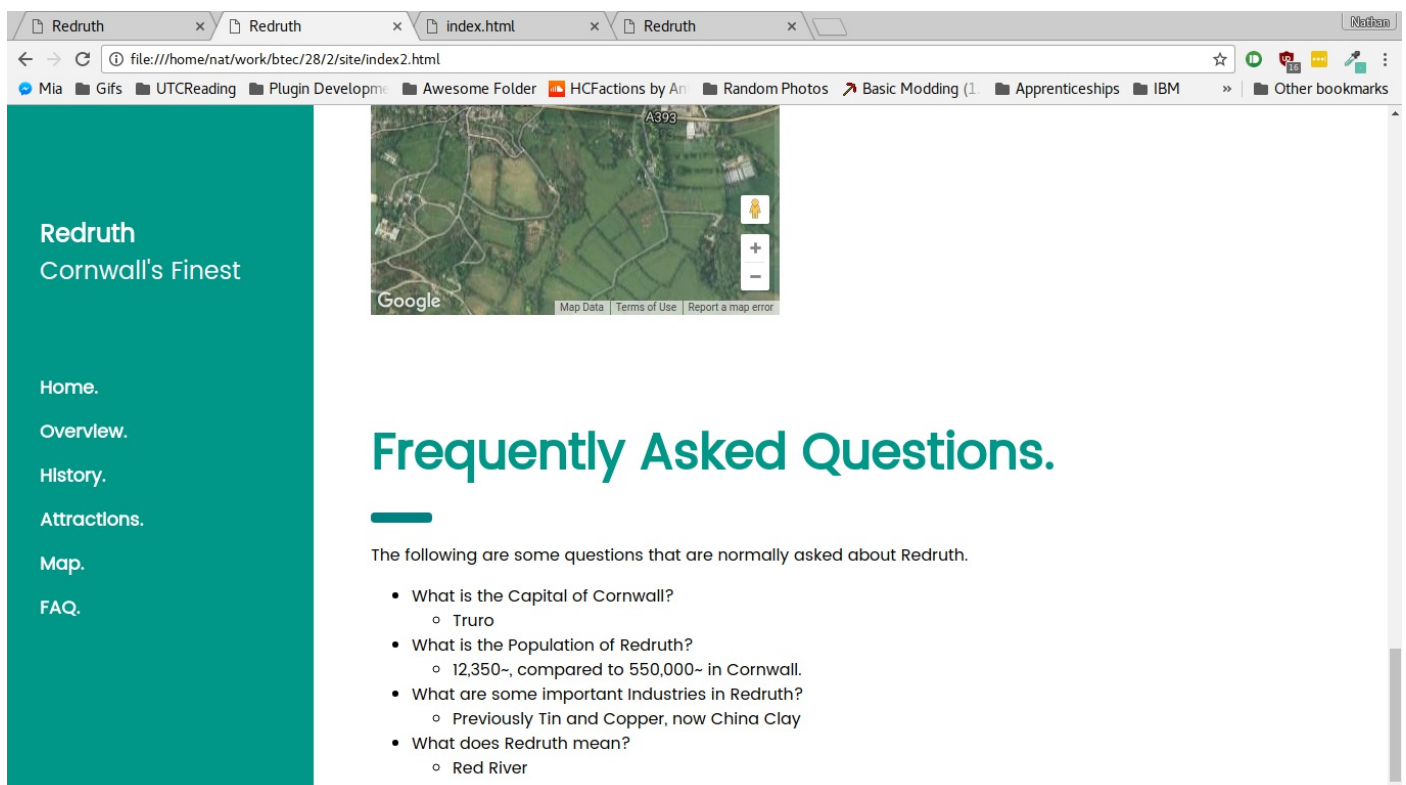 Redruth
Redruth
index.html
Redruth
Nathan
file:///home/nat/work/btec/28/2/site/index2.html
16
Mia Gifs UTCReading Plugin Developme Awesome Folder HCFactions by An Random Photos Basic Modding (1. Apprenticeships IBM » Other bookmarks
A393
Redruth
Cornwall's Finest
Google
Map Data Terms of Use Report a map error
Home.
Overview.
History.
Attractions.
Map.
FAQ.
Frequently Asked Questions.
The following are some questions that are normally asked about Redruth.
What is the Capital of Cornwall?
Truro
What is the Population of Redruth?
12,350~, compared to 550,000~ in Cornwall.
What are some important Industries in Redruth?
Previously Tin and Copper, now China Clay
What does Redruth mean?
Red River